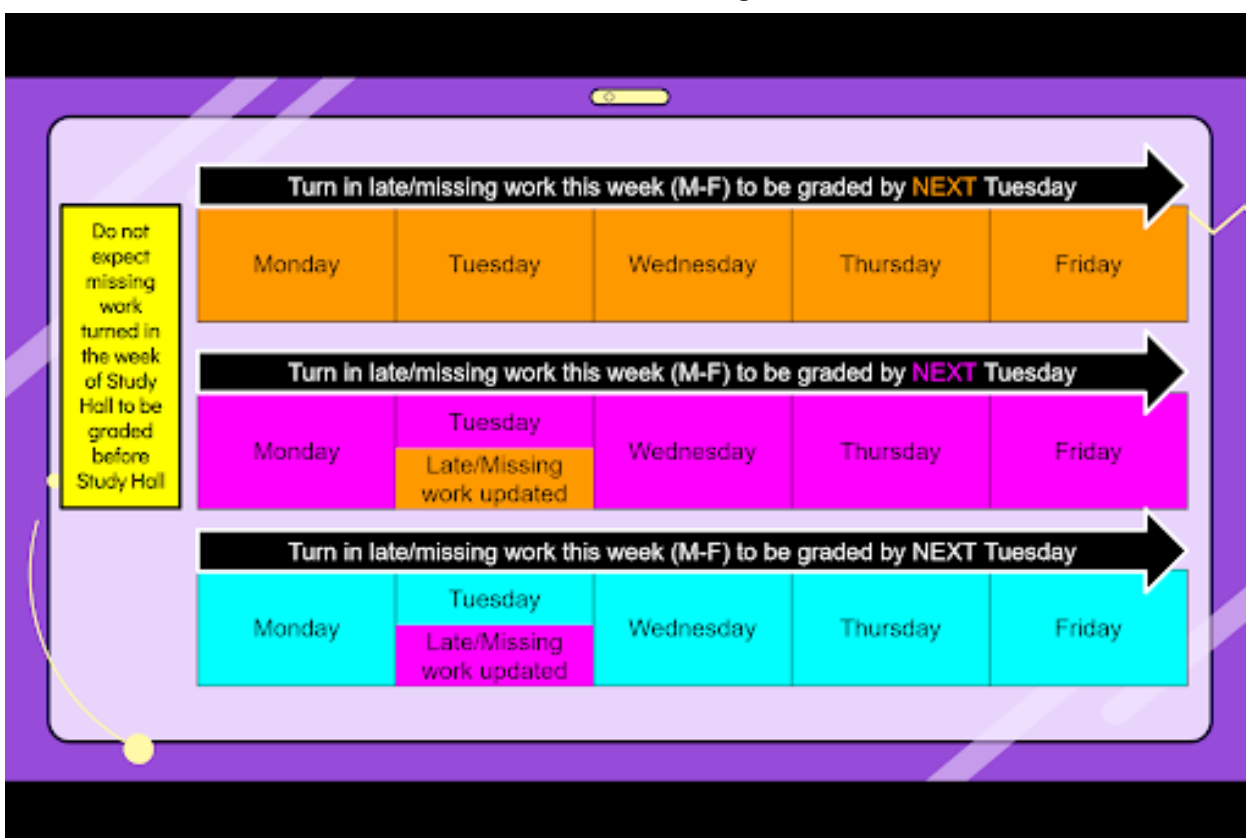 Turn in late/missing work this week (M-F) to be graded by NEXT Tuesday
Do not
expect
missing
work
turned in
the week
of Study
Hall to be
graded
before
Study Hall
Monday
Tuesday
Wednesday
Thursday
Friday
Turn in late/missing work this week (M-F) to be graded by NEXT Tuesday
Monday
Tuesday
Late/Missing
work updated
Wednesday
Thursday
Friday
Turn in late/missing work this week (M-F) to be graded by NEXT Tuesday
Monday
Tuesday
Late/Missing
work updated
Wednesday
Thursday
Friday